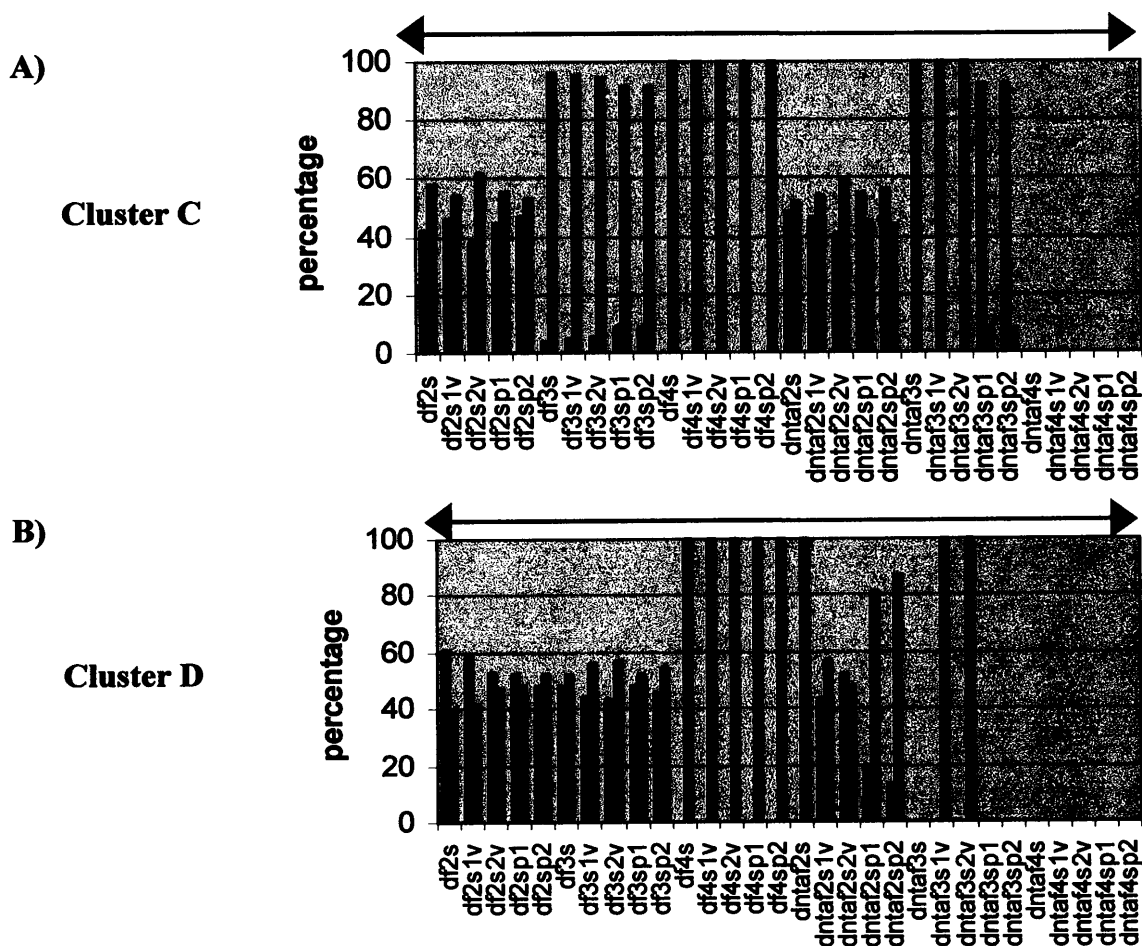 A)
Cluster C
percentage
100
80
60
40
20
0
df2s
df2s1v
df2s2v
df2sp1
df2sp2
df3s
df3s1v
df3s2v
df3sp1
df3sp2
df4s
df4s1v
df4s2v
df4sp1
df4sp2
dntaf2s
dntaf2s1v
dntaf2s2v
dntaf2sp1
dntaf2sp2
dntaf3s
dntaf3s1v
dntaf3s2v
dntaf3sp1
dntaf3sp2
dntaf4s
dntaf4s1v
dntaf4s2v
dntaf4sp1
dntaf4sp2
B)
Cluster D
percentage
100
80
60
40
20
0
df2s
df2s1v
df2s2v
df2sp1
df2sp2
df3s
df3s1v
df3s2v
df3sp1
df3sp2
df4s
df4s1v
df4s2v
df4sp1
df4sp2
dntaf2s
dntaf2s1v
dntaf2s2v
dntaf2sp1
dntaf2sp2
dntaf3s
dntaf3s1v
dntaf3s2v
dntaf3sp1
dntaf3sp2
dntaf4s
dntaf4s1v
dntaf4s2v
dntaf4sp1
dntaf4sp2